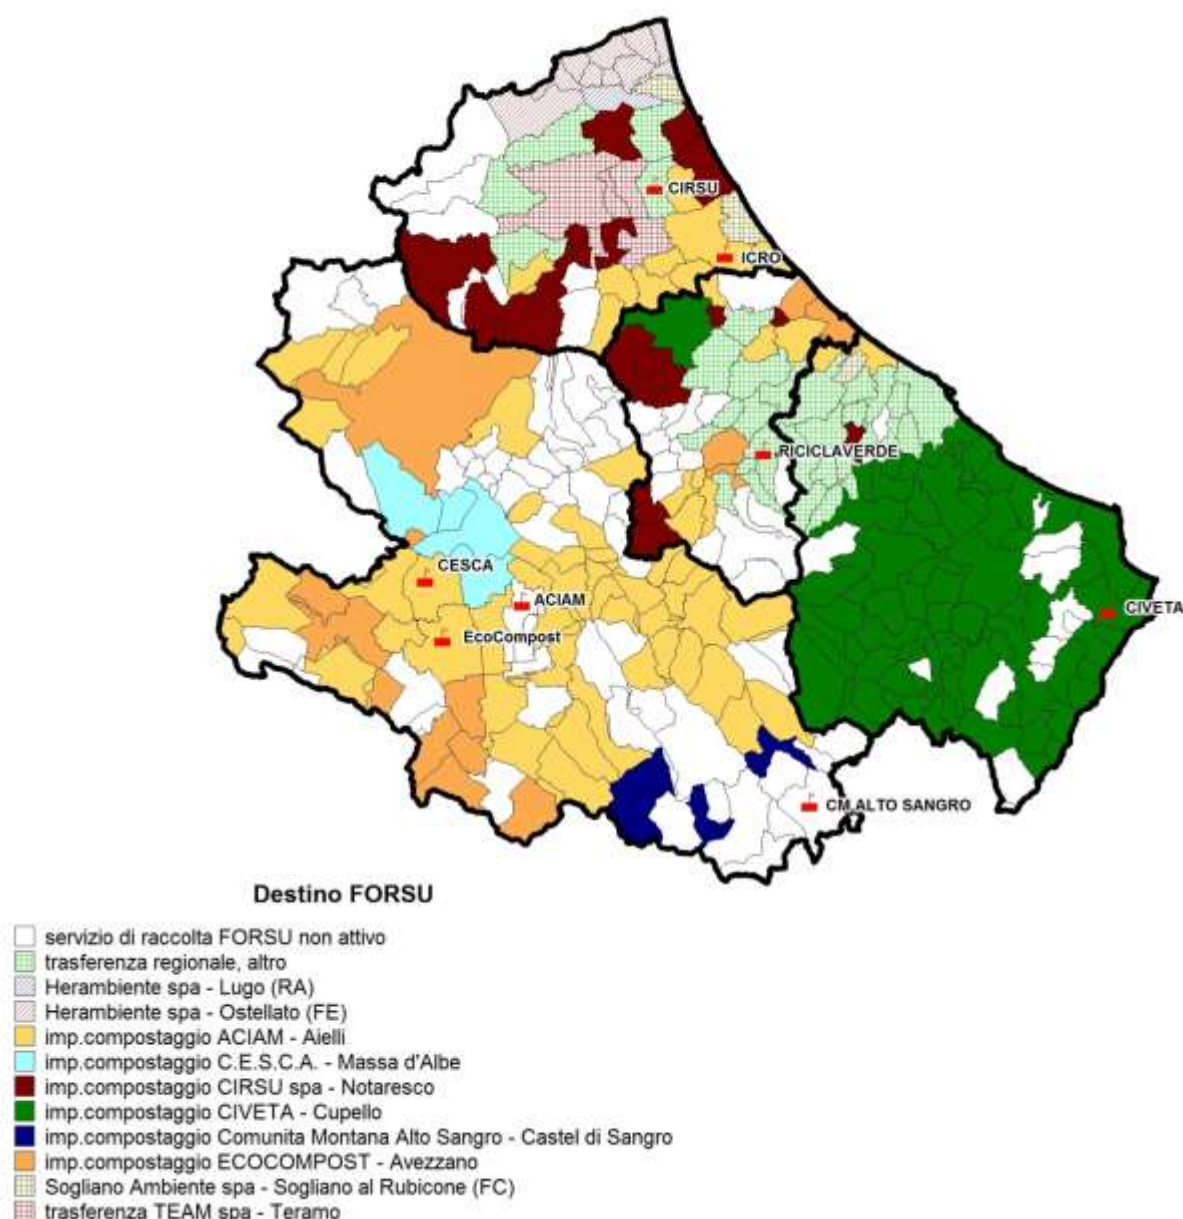 CIRSU
ICRO
RICICLAVERDE
CESCA
ACIAM
CIVETA
EcoCompost
CM ALTO SANGRO
Destino FORSU
servizio di raccolta FORSU non attivo
trasferenza regionale, altro
Herambiente spa - Lugo (RA)
Herambiente spa - Ostellato (FE)
imp.compostaggio ACIAM - Aielli
imp.compostaggio C.E.S.C.A. - Massa d'Albe
imp.compostaggio CIRSU spa - Notaresco
imp.compostaggio CIVETA - Cupello
imp.compostaggio Comunita Montana Alto Sangro - Castel di Sangro
imp.compostaggio ECOCOMPOST - Avezzano
Sogliano Ambiente spa - Sogliano al Rubicone (FC)
trasferenza TEAM spa - Teramo